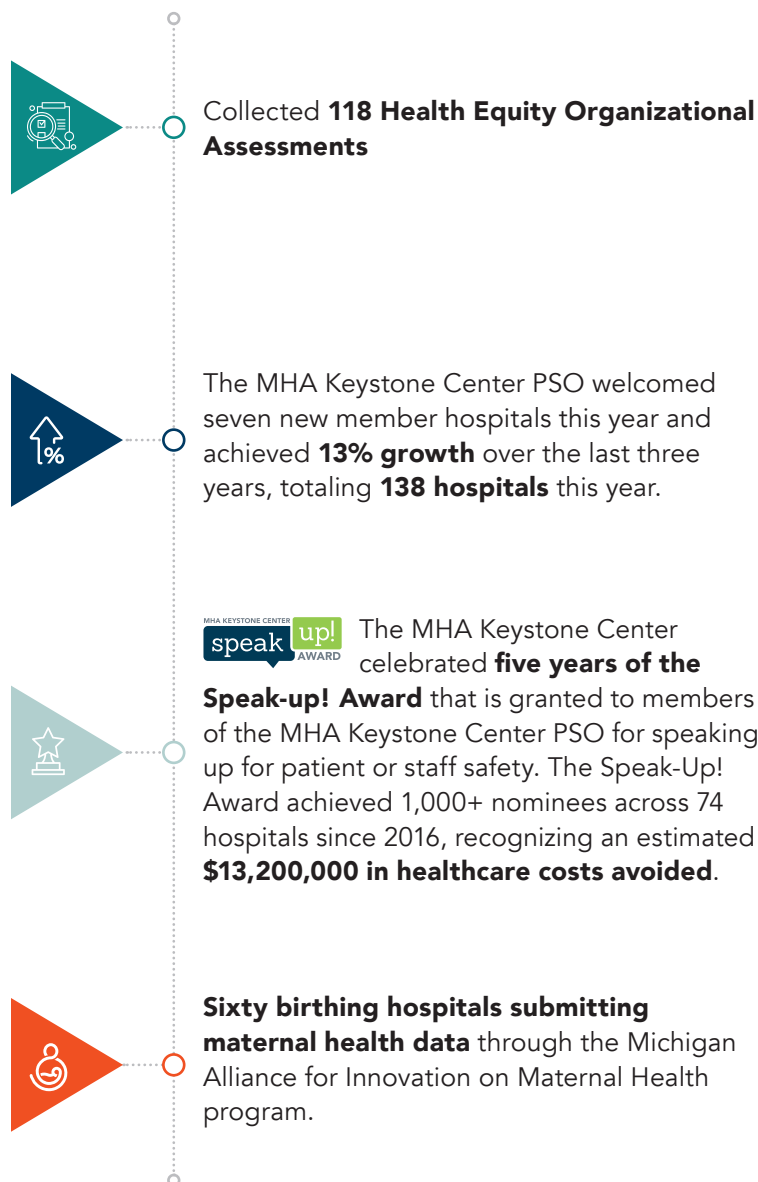 Collected 118 Health Equity Organizational
Assessments
%
The MHA Keystone Center PSO welcomed
seven new member hospitals this year and
achieved 13% growth over the last three
years, totaling 138 hospitals this year.
MHA KEYSTONE CENTER
speak up!
AWARD
The MHA Keystone Center
celebrated five years of the
Speak-up! Award that is granted to members
of the MHA Keystone Center PSO for speaking
up for patient or staff safety. The Speak-Up!
Award achieved 1,000+ nominees across 74
hospitals since 2016, recognizing an estimated
$13,200,000 in healthcare costs avoided.
Sixty birthing hospitals submitting
maternal health data through the Michigan
Alliance for Innovation on Maternal Health
program.